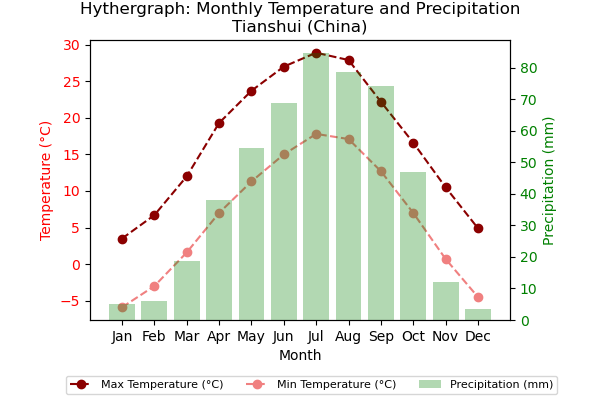 Hythergraph: Monthly Temperature and Precipitation
Tianshui (China)
Temperature (°C)
30
25
20
15
10
5
0
−5
80
70
60
50
40
30
20
10
0
Precipitation (mm)
Jan Feb Mar Apr May Jun Jul Aug Sep Oct Nov Dec
Month
Max Temperature (°C) Min Temperature (°C) Precipitation (mm)